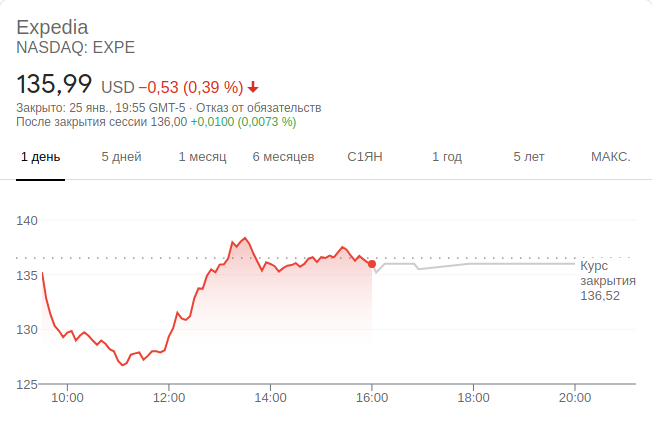 Expedia
NASDAQ: EXPE
135,99 USD −0,53 (0,39 %)
Закрыто: 25 янв., 19:55 GMT-5 · Отказ от обязательств
После закрытия сессии 136,00 +0,0100 (0,0073 %)
1 день 5 дней 1 месяц 6 месяцев С1ЯН 1 год 5 лет МАКС.
140
135
130
125
Курс
закрытия
136,52
10:00 12:00 14:00 16:00 18:00 20:00